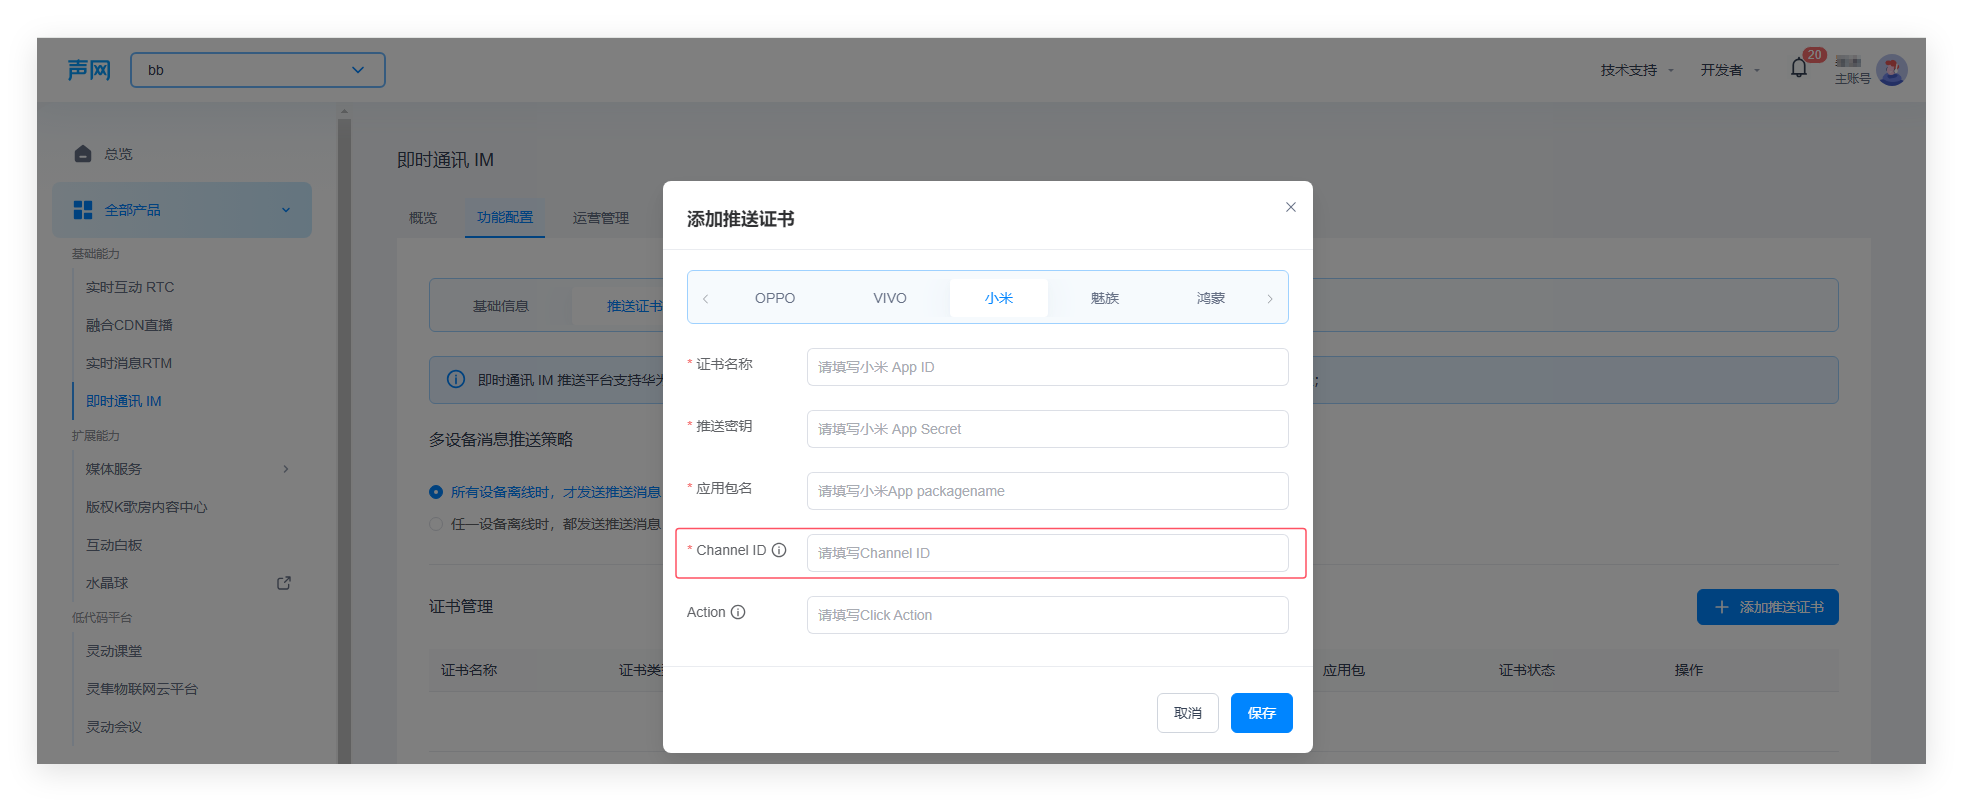 声网
bb
技术支持
开发者
20
主账号
总览
全部产品
基础能力
实时互动 RTC
融合CDN直播
实时消息RTM
即时通讯 IM
扩展能力
媒体服务
版权K歌房内容中心
互动白板
水晶球
低代码平台
灵动课堂
灵隼物联网云平台
灵动会议
即时通讯 IM
概览
功能配置
运营管理
基础信息
推送证书
即时通讯 IM 推送平台支持华为
多设备消息推送策略
所有设备离线时，才发送推送消息
任一设备离线时，都发送推送消息
证书管理
添加推送证书
证书名称
证书类
应用包
证书状态
操作
添加推送证书
OPPO
VIVO
小米
魅族
鸿蒙
* 证书名称
请填写小米 App ID
* 推送密钥
请填写小米 App Secret
* 应用包名
请填写小米App packagename
* Channel ID
请填写Channel ID
Action
请填写Click Action
取消
保存